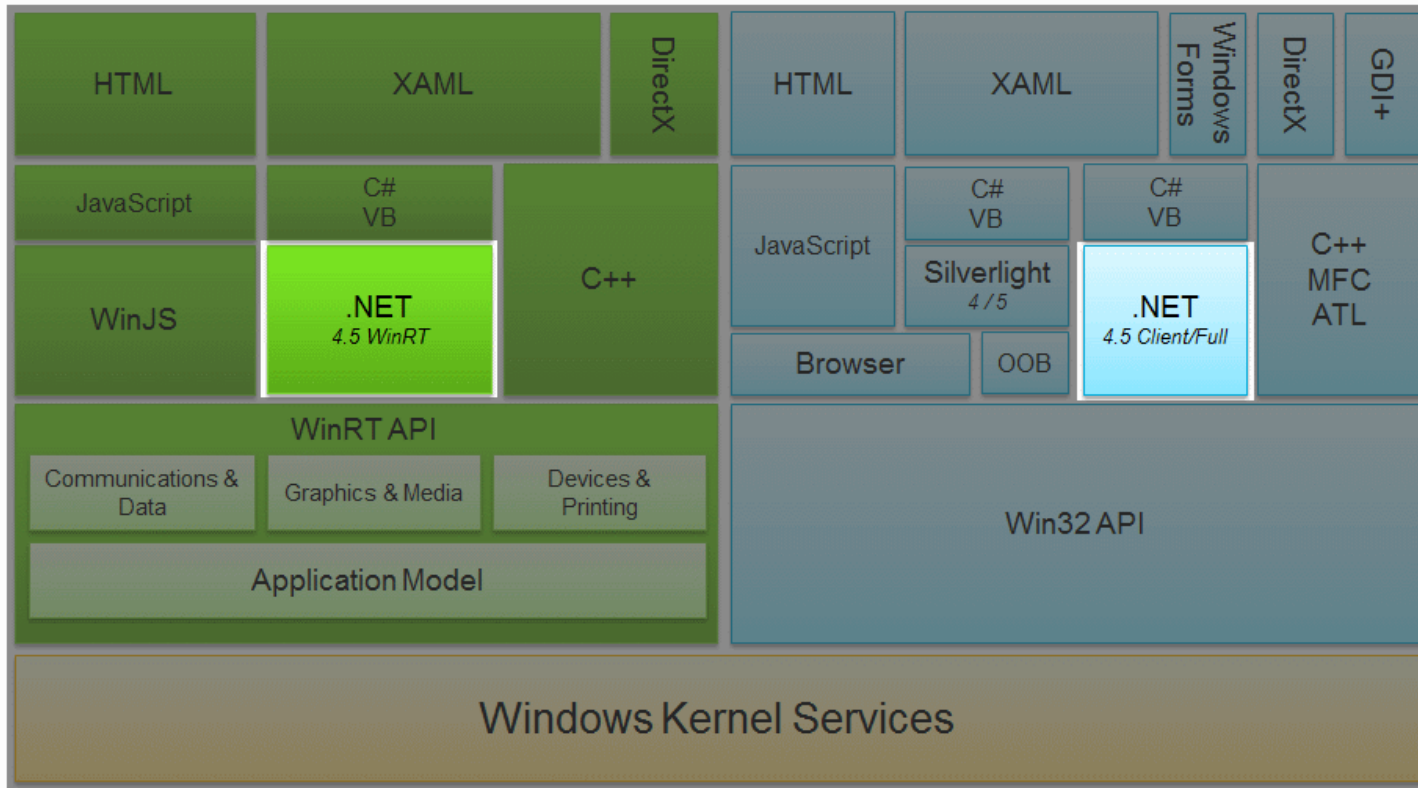 HTML
XAML
DirectX
HTML
XAML
Windows
Forms
DirectX
GDI+
JavaScript
C#
VB
C++
JavaScript
C#
VB
C#
VB
C++
MFC
ATL
WinJS
.NET
4.5 WinRT
Silverlight
4 / 5
.NET
4.5 Client/Full
Browser
OOB
WinRT API
Communications &
Data
Graphics & Media
Devices &
Printing
Application Model
Win32 API
Windows Kernel Services